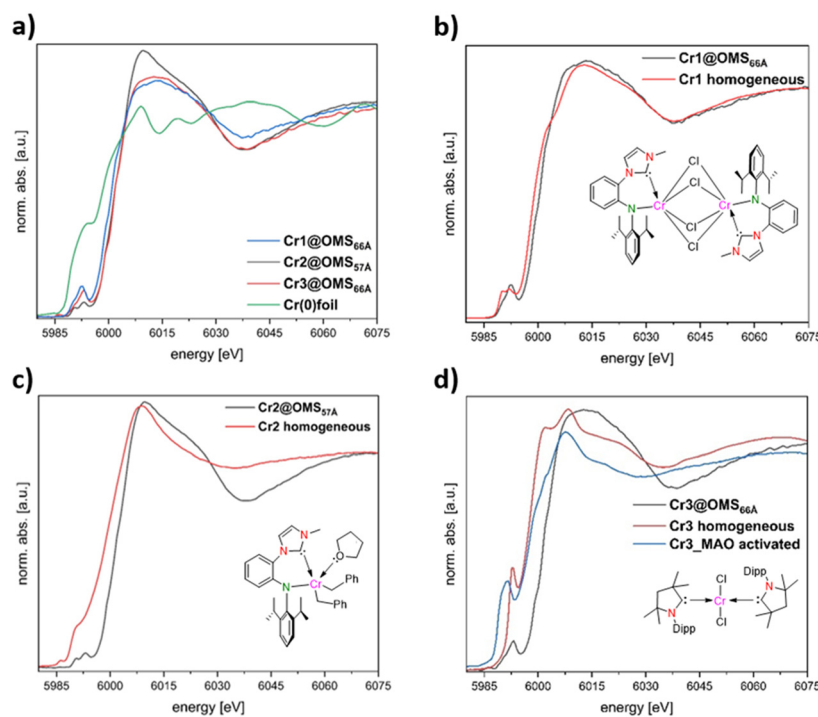 a)
norm. abs. [a.u.]
Cr1@OMS66A
Cr2@OMS57A
Cr3@OMS66A
Cr(0)foil
5985 6000 6015 6030 6045 6060 6075
energy [eV]
b)
norm. abs. [a.u.]
Cr1@OMS66A
Cr1 homogeneous
N
N
Cl
Cl
N
Cr
Cr
N
Cl
Cl
N
N
5985 6000 6015 6030 6045 6060 6075
energy [eV]
c)
norm. abs. [a.u.]
Cr2@OMS57A
Cr2 homogeneous
N
N
O
N
Cr
Ph
Ph
5985 6000 6015 6030 6045 6060 6075
energy [eV]
d)
norm. abs. [a.u.]
Cr3@OMS66A
Cr3 homogeneous
Cr3_MAO activated
Cl
Dipp
N
Cr
N
Dipp
Cl
5985 6000 6015 6030 6045 6060 6075
energy [eV]